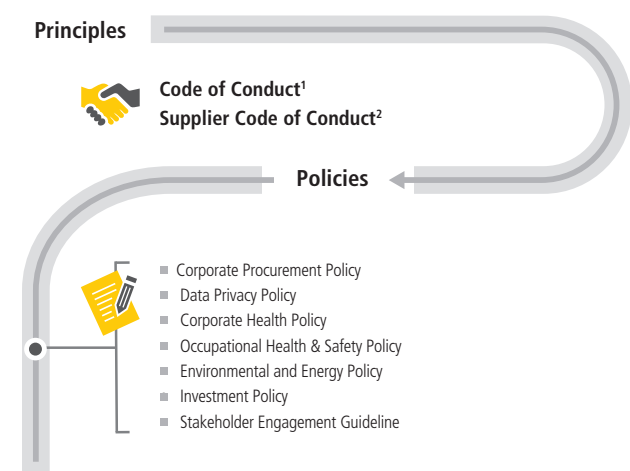 Principles
Code of Conduct¹
Supplier Code of Conduct²
Policies
Corporate Procurement Policy
Data Privacy Policy
Corporate Health Policy
Occupational Health & Safety Policy
Environmental and Energy Policy
Investment Policy
Stakeholder Engagement Guideline